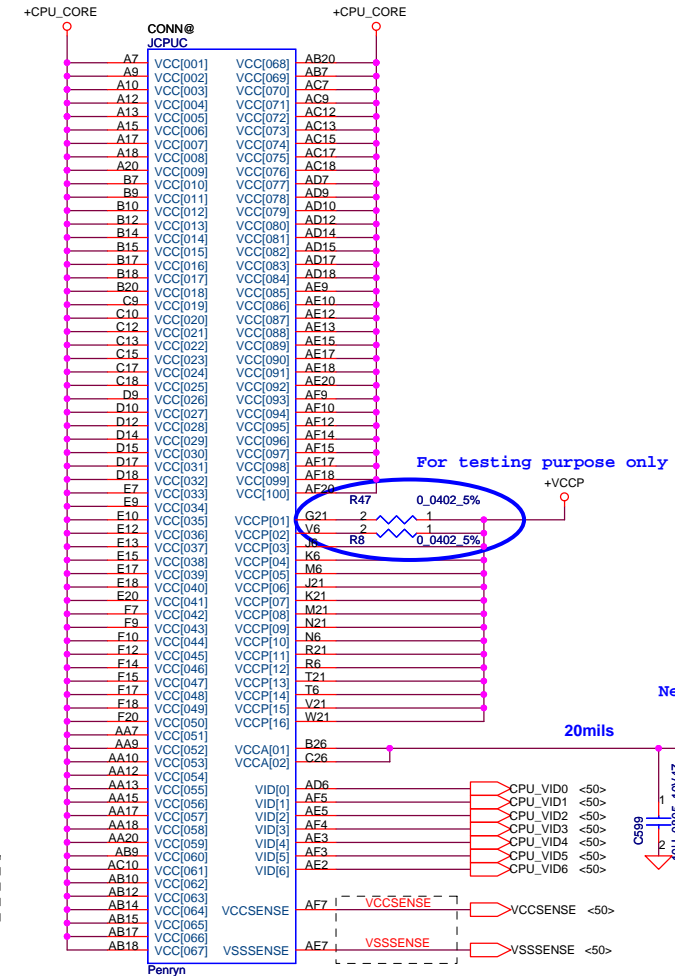 +CPU_CORE +CPU_CORE
CONN@
JCPUC
A7 VCC[001] VCC[068] AB20
A9 VCC[002] VCC[069] AB7
A10 VCC[003] VCC[070] AC7
A12 VCC[004] VCC[071] AC9
A13 VCC[005] VCC[072] AC12
A15 VCC[006] VCC[073] AC13
A17 VCC[007] VCC[074] AC15
A18 VCC[008] VCC[075] AC17
A20 VCC[009] VCC[076] AC18
B7 VCC[010] VCC[077] AD7
B9 VCC[011] VCC[078] AD9
B10 VCC[012] VCC[079] AD10
B12 VCC[013] VCC[080] AD12
B14 VCC[014] VCC[081] AD14
B15 VCC[015] VCC[082] AD15
B17 VCC[016] VCC[083] AD17
B18 VCC[017] VCC[084] AD18
B20 VCC[018] VCC[085] AE9
C9 VCC[019] VCC[086] AE10
C10 VCC[020] VCC[087] AE12
C12 VCC[021] VCC[088] AE13
C13 VCC[022] VCC[089] AE15
C15 VCC[023] VCC[090] AE17
C17 VCC[024] VCC[091] AE18
C18 VCC[025] VCC[092] AE20
D9 VCC[026] VCC[093] AF9
D10 VCC[027] VCC[094] AF10
D12 VCC[028] VCC[095] AF12
D14 VCC[029] VCC[096] AF14
D15 VCC[030] VCC[097] AF15
D17 VCC[031] VCC[098] AF17
D18 VCC[032] VCC[099] AF18
E7 VCC[033] VCC[100] AF20
For testing purpose only
+VCCP
E9 VCC[034]
R47 0_0402_5%
E10 VCC[035] VCCP[01] G21 2 1
E12 VCC[036] VCCP[02] V6 2 1
R8 0_0402_5%
E13 VCC[037] VCCP[03] J6
E15 VCC[038] VCCP[04] K6
E17 VCC[039] VCCP[05] M6
E18 VCC[040] VCCP[06] J21
E20 VCC[041] VCCP[07] K21
F7 VCC[042] VCCP[08] M21
F9 VCC[043] VCCP[09] N21
F10 VCC[044] VCCP[10] N6
F12 VCC[045] VCCP[11] R21
F14 VCC[046] VCCP[12] R6
F15 VCC[047] VCCP[13] T21
F17 VCC[048] VCCP[14] T6
F18 VCC[049] VCCP[15] V21
F20 VCC[050] VCCP[16] W21
AA7 VCC[051]
20mils
AA9 VCC[052] VCCA[01] B26
AA10 VCC[053] VCCA[02] C26
AA12 VCC[054]
AA13 VCC[055] VID[0] AD6 CPU_VID0 <50>
AA15 VCC[056] VID[1] AF5 CPU_VID1 <50>
AA17 VCC[057] VID[2] AE5 CPU_VID2 <50>
AA18 VCC[058] VID[3] AF4 CPU_VID3 <50>
AA20 VCC[059] VID[4] AE3 CPU_VID4 <50>
AB9 VCC[060] VID[5] AF3 CPU_VID5 <50>
AC10 VCC[061] VID[6] AE2 CPU_VID6 <50>
C599 1 2
AB10 VCC[062]
AB12 VCC[063]
AB14 VCC[064] VCCSENSE AF7 VCCSENSE VCCSENSE <50>
AB15 VCC[065]
AB17 VCC[066]
AB18 VCC[067] VSSSENSE AE7 VSSSENSE VSSSENSE <50>
Penryn